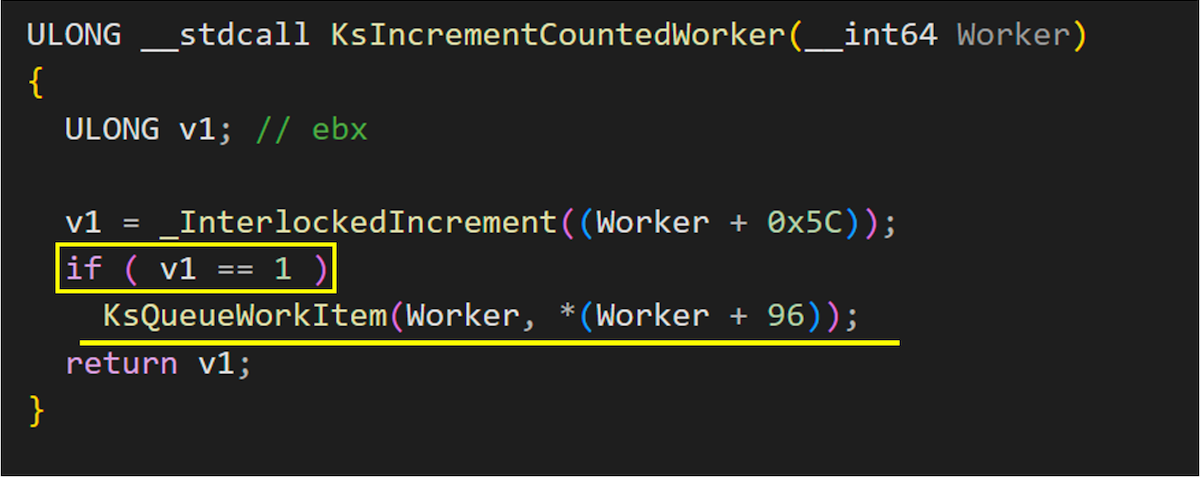 ULONG __stdcall KsIncrementCountedWorker(__int64 Worker)
{
ULONG v1; // ebx
v1 = _InterlockedIncrement((Worker + 0x5C));
if ( v1 == 1 )
KsQueueWorkItem(Worker, *(Worker + 96));
return v1;
}